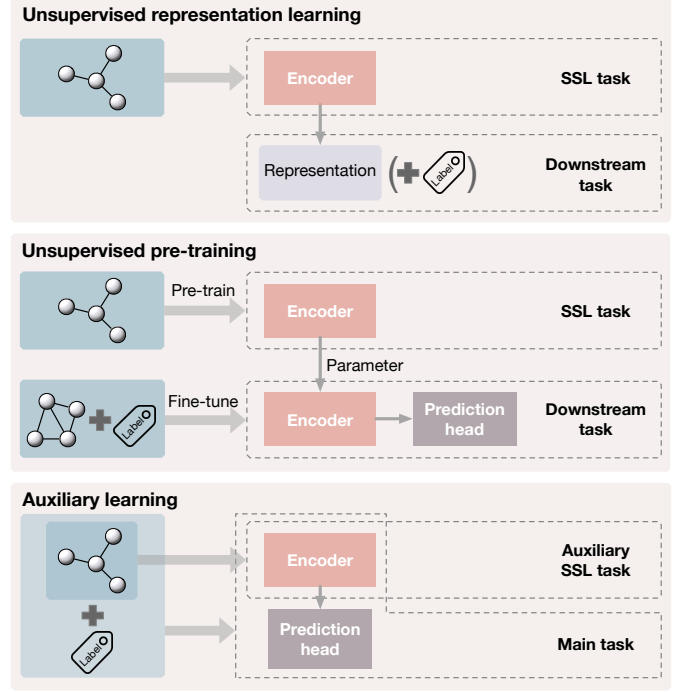 Unsupervised representation learning
Encoder
SSL task
Representation
( Label )
Downstream
task
Unsupervised pre-training
Pre-train
Encoder
SSL task
Parameter
Fine-tune
Label
Encoder
Prediction
head
Downstream
task
Auxiliary learning
Encoder
Auxiliary
SSL task
Label
Prediction
head
Main task